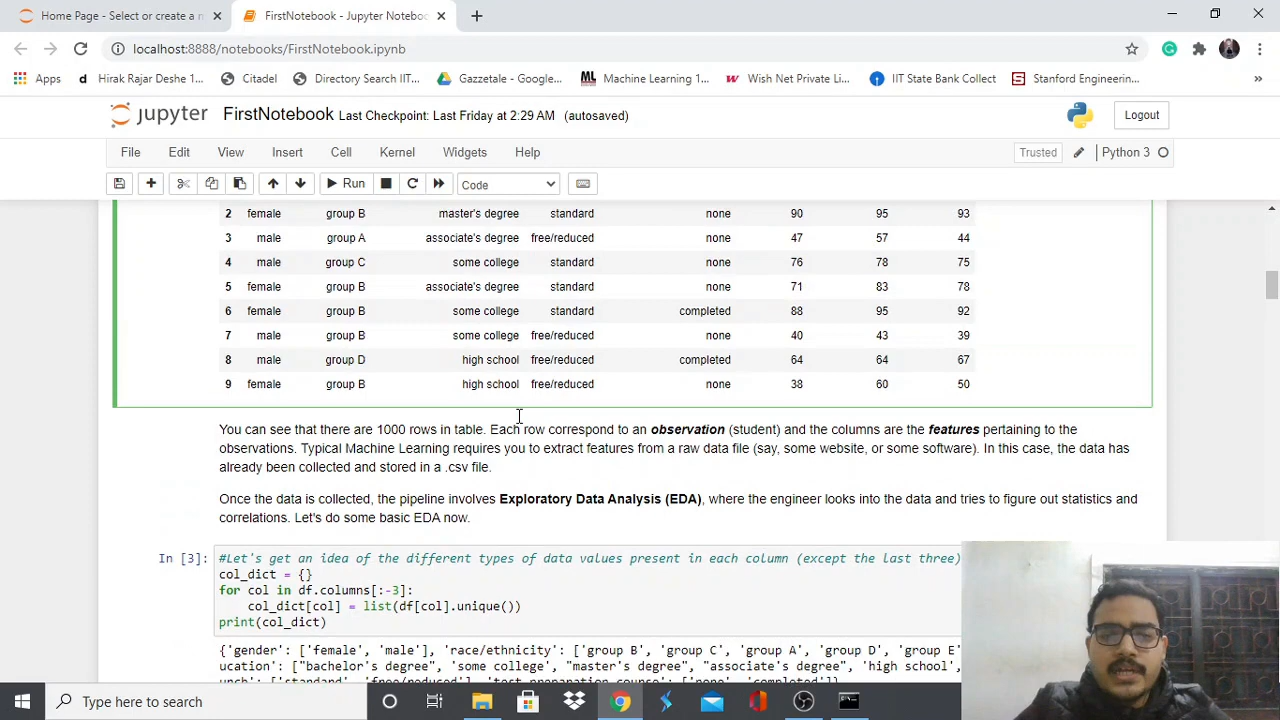 Home Page - Select or create a n
FirstNotebook - Jupyter Notebo
localhost:8888/notebooks/FirstNotebook.ipynb
Apps d Hirak Rajar Deshe 1... Citadel Directory Search IIT... Gazzetale - Google... ML Machine Learning 1... Wish Net Private Li... IIT State Bank Collect Stanford Engineerin... »
jupyter FirstNotebook Last Checkpoint: Last Friday at 2:29 AM (autosaved) Logout
File Edit View Insert Cell Kernel Widgets Help Trusted Python 3
Run Code
2 female group B master's degree standard none 90 95 93
3 male group A associate's degree free/reduced none 47 57 44
4 male group C some college standard none 76 78 75
5 female group B associate's degree standard none 71 83 78
6 female group B some college standard completed 88 95 92
7 male group B some college free/reduced none 40 43 39
8 male group D high school free/reduced completed 64 64 67
9 female group B high school free/reduced none 38 60 50
You can see that there are 1000 rows in table. Each row correspond to an observation (student) and the columns are the features pertaining to the
observations. Typical Machine Learning requires you to extract features from a raw data file (say, some website, or some software). In this case, the data has
already been collected and stored in a .csv file.
Once the data is collected, the pipeline involves Exploratory Data Analysis (EDA), where the engineer looks into the data and tries to figure out statistics and
correlations. Let's do some basic EDA now.
In [3]: #Let's get an idea of the different types of data values present in each column (except the last three)
col_dict = {}
for col in df.columns[:-3]:
col_dict[col] = list(df[col].unique())
print(col_dict)
{'gender': ['female', 'male'], 'race/ethnicity': ['group B', 'group C', 'group A', 'group D', 'group E'
ucation': ["bachelor's degree", 'some college', "master's degree", "associate's degree", 'high school',
Type here to search